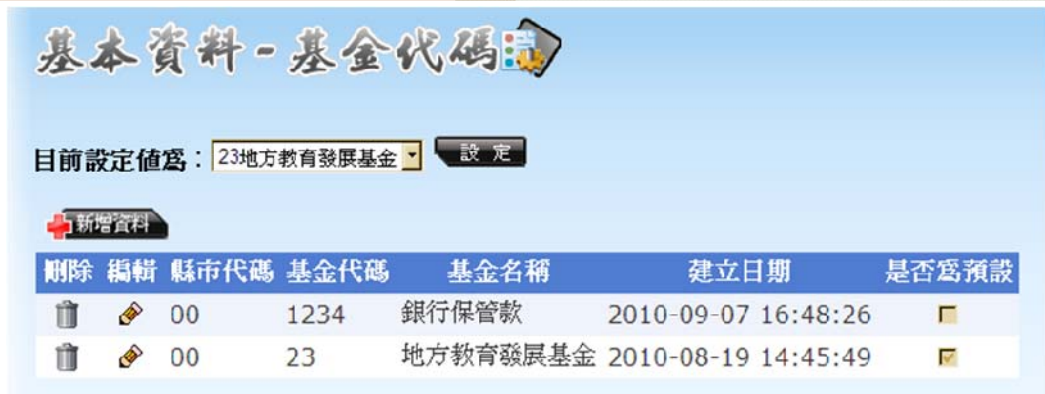 基本資料-基金代碼
目前設定值為：23地方教育發展基金 設 定
新增資料
刪除 編輯 縣市代碼 基金代碼 基金名稱 建立日期 是否為預設
00 1234 銀行保管款 2010-09-07 16:48:26
00 23 地方教育發展基金 2010-08-19 14:45:49